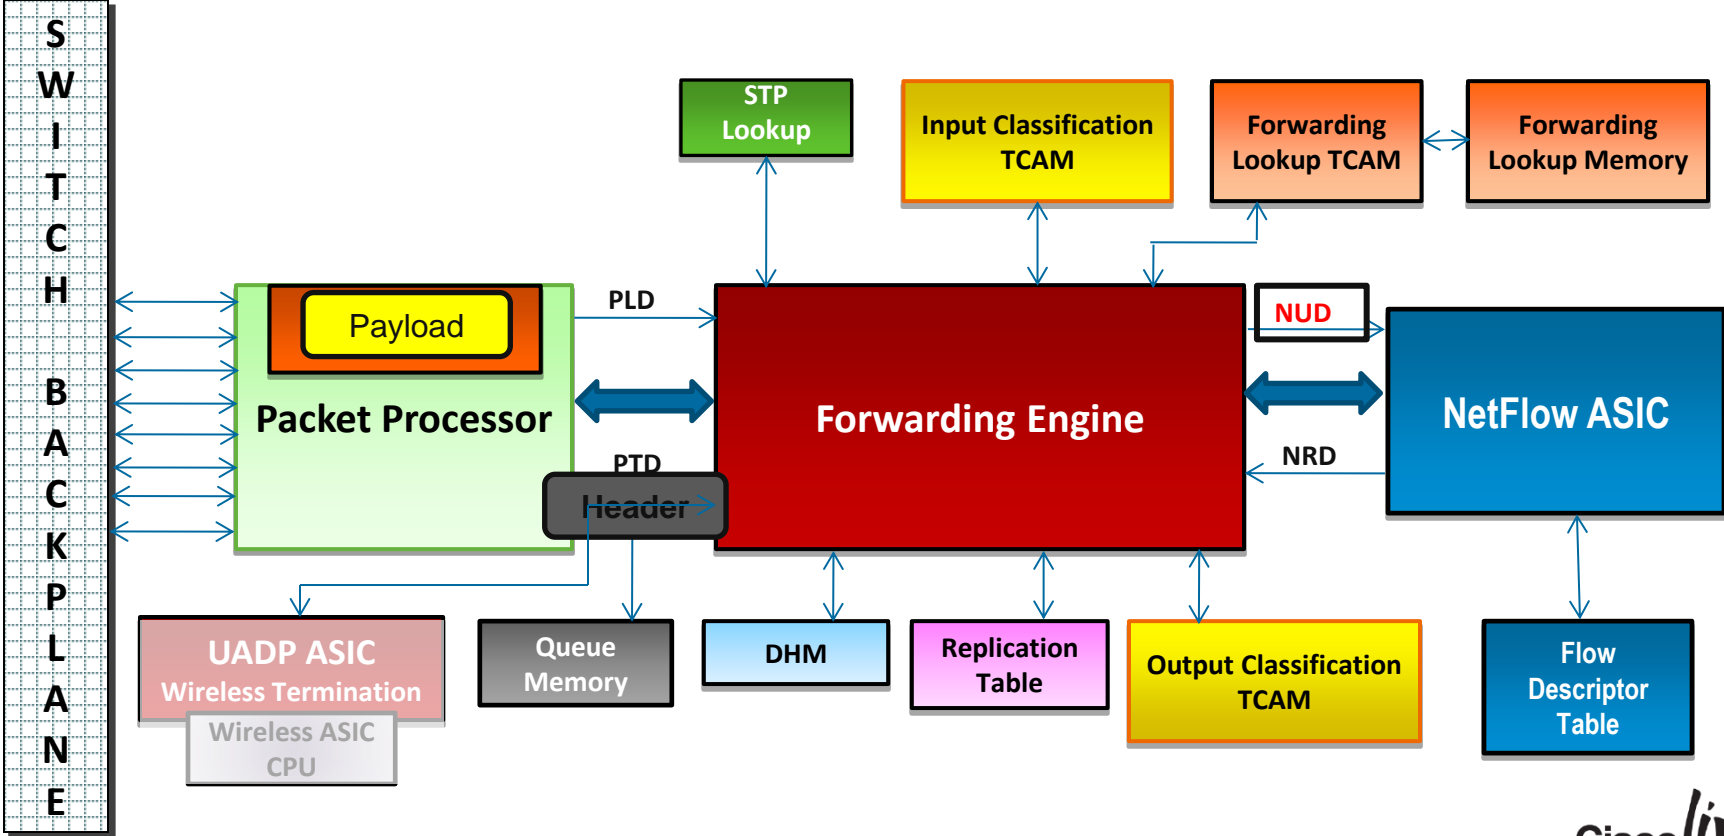 SWITCH BACKPLANE
STP
Lookup
Input Classification
TCAM
Forwarding
Lookup TCAM
Forwarding
Lookup Memory
Payload
Packet Processor
PLD
PTD
Header
Forwarding Engine
NUD
NRD
NetFlow ASIC
UADP ASIC
Wireless Termination
Wireless ASIC
CPU
Queue
Memory
DHM
Replication
Table
Output Classification
TCAM
Flow
Descriptor
Table